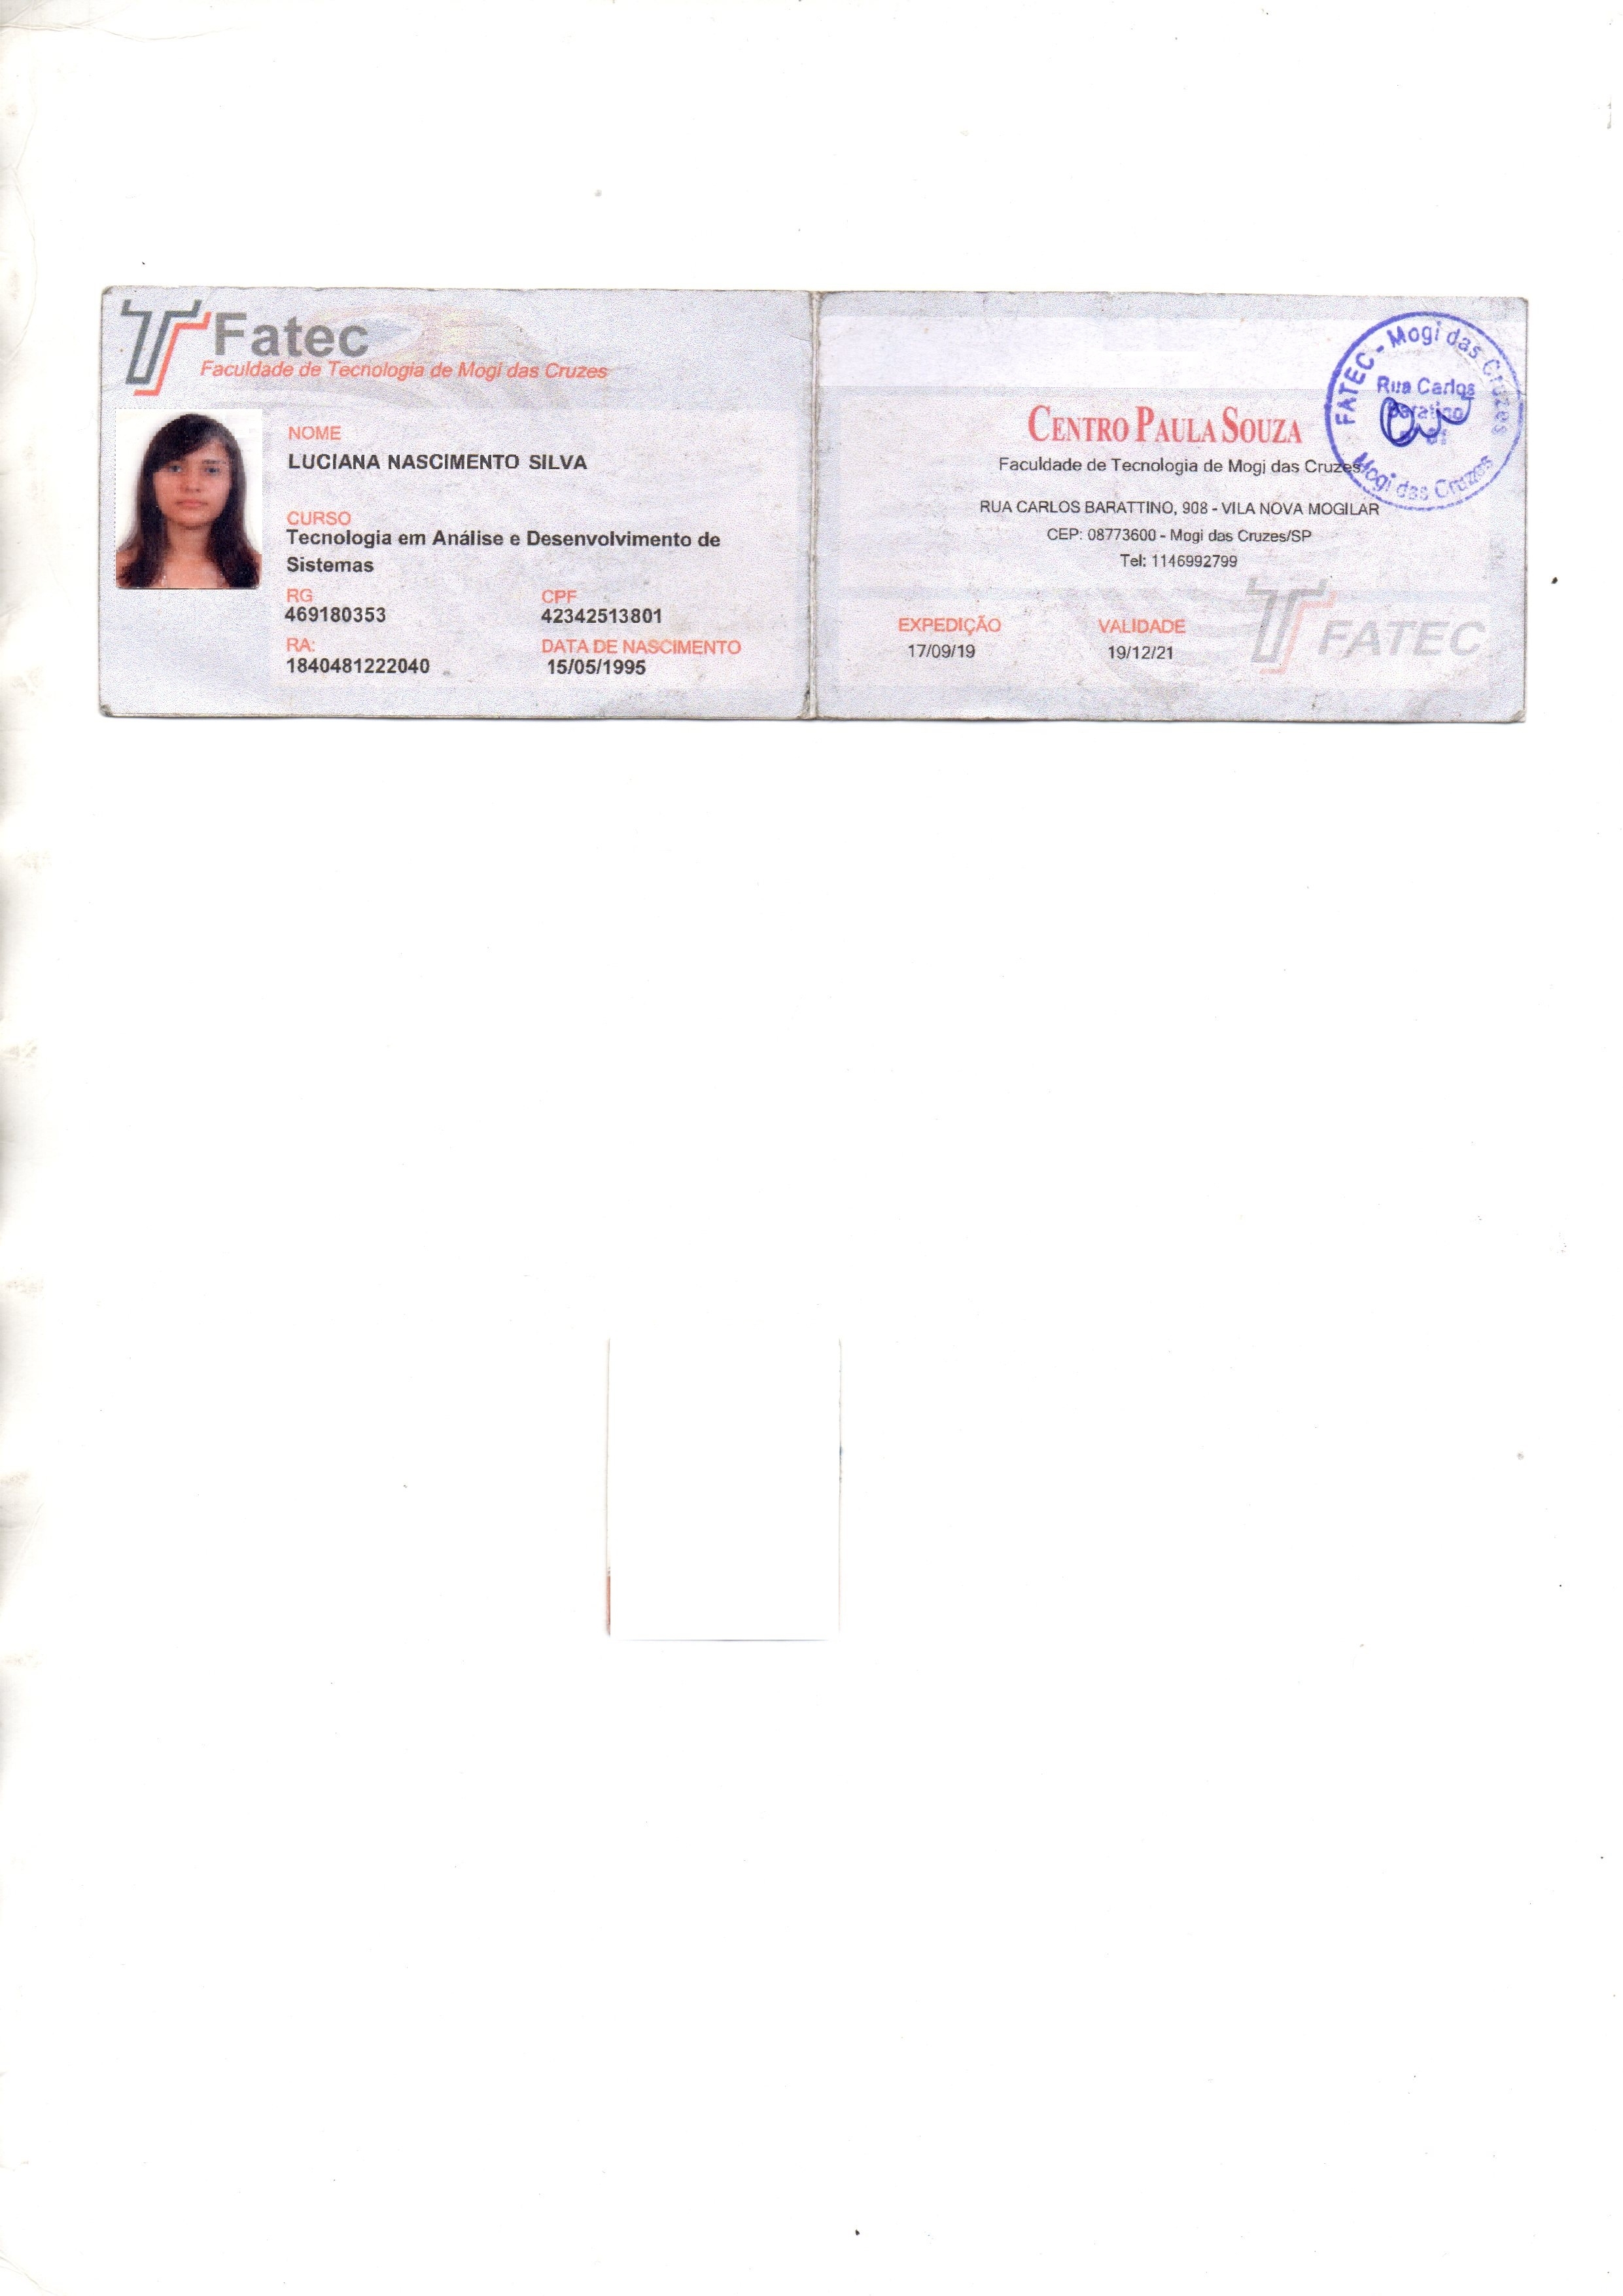 Fatec
Faculdade de Tecnologia de Mogi das Cruzes
NOME
LUCIANA NASCIMENTO SILVA
CURSO
Tecnologia em Análise e Desenvolvimento de
Sistemas
RG
469180353
CPF
42342513801
RA:
1840481222040
DATA DE NASCIMENTO
15/05/1995
FATEC - Mogi das Cruzes
Rua Carlos
Mogi das Cruzes
CENTRO PAULA SOUZA
Faculdade de Tecnologia de Mogi das Cruzes
RUA CARLOS BARATTINO, 908 - VILA NOVA MOGILAR
CEP: 08773600 - Mogi das Cruzes/SP
Tel: 1146992799
EXPEDIÇÃO
17/09/19
VALIDADE
19/12/21
FATEC